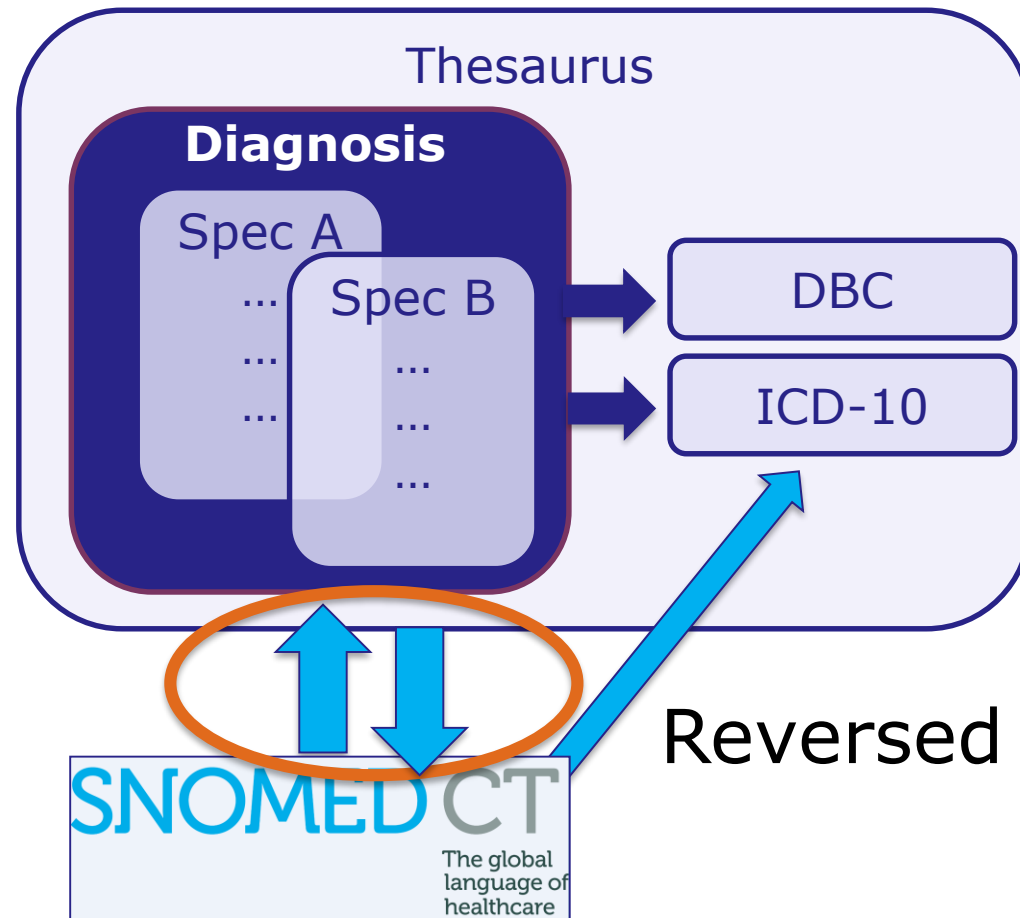 Thesaurus
Diagnosis
Spec A
...
...
...
Spec B
...
...
...
DBC
ICD-10
Reversed
SNOMED CT
The global
language of
healthcare